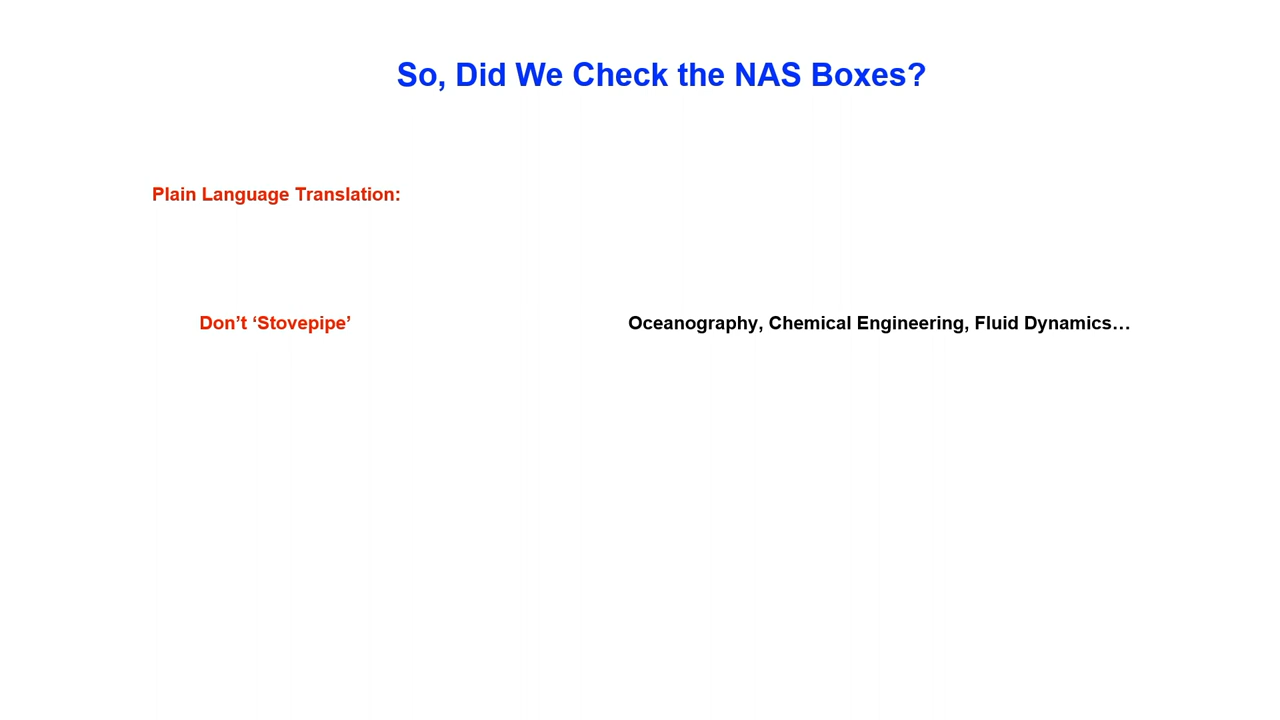 So, Did We Check the NAS Boxes?
Plain Language Translation:
Don’t ‘Stovepipe’
Oceanography, Chemical Engineering, Fluid Dynamics…